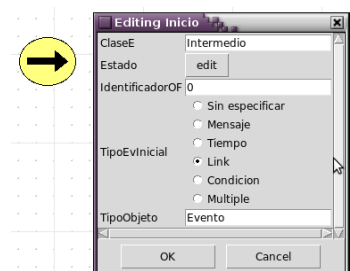 Editing Inicio
ClaseE Intermedio
Estado edit
IdentificadorOF 0
Sin especificar
Mensaje
Tiempo
TipoEvInicial
Link
Condicion
Multiple
TipoObjeto Evento
OK Cancel